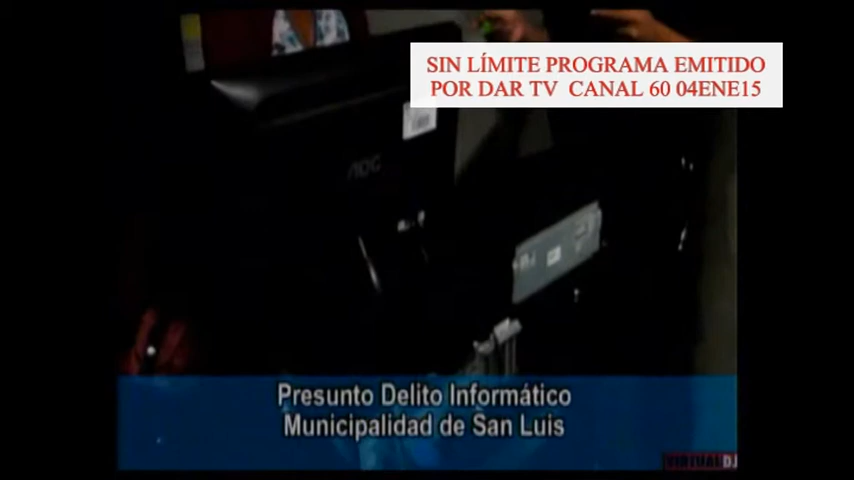 SIN LÍMITE PROGRAMA EMITIDO
POR DAR TV CANAL 60 04ENE15
AOC
Presunto Delito Informático
Municipalidad de San Luis
VIRTUALDJ